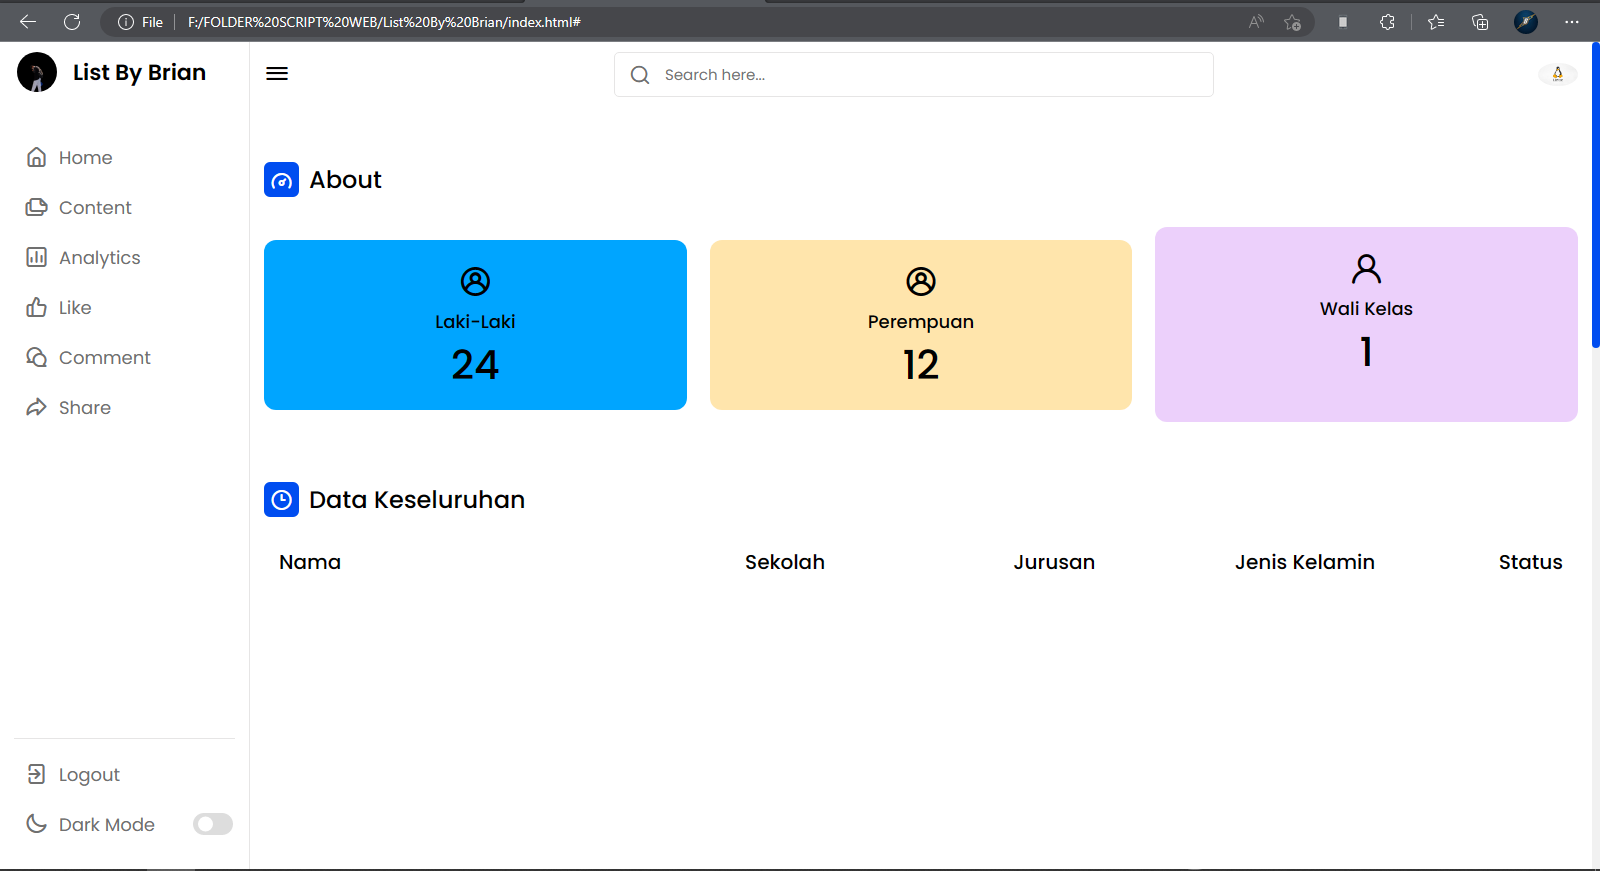 File
F:/FOLDER%20SCRIPT%20WEB/List%20By%20Brian/index.html#
List By Brian
Search here...
Home
Content
Analytics
Like
Comment
Share
Logout
Dark Mode
About
Laki-Laki
24
Perempuan
12
Wali Kelas
1
Data Keseluruhan
Nama Sekolah Jurusan Jenis Kelamin Status